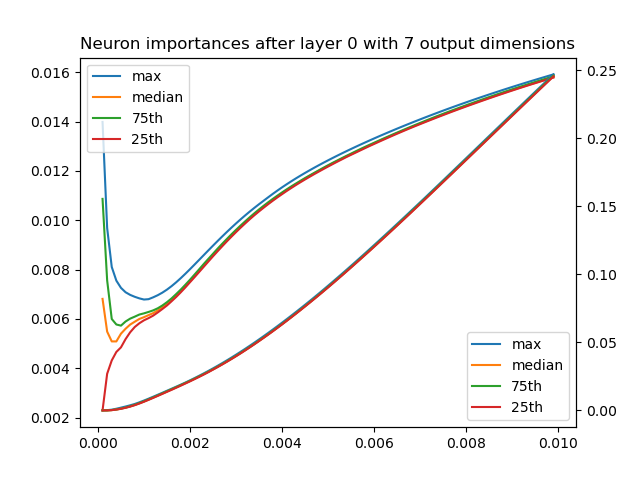 Neuron importances after layer 0 with 7 output dimensions
max
median
75th
25th
0.016
0.014
0.012
0.010
0.008
0.006
0.004
0.002
0.25
0.20
0.15
0.10
0.05
0.00
max
median
75th
25th
0.000
0.002
0.004
0.006
0.008
0.010